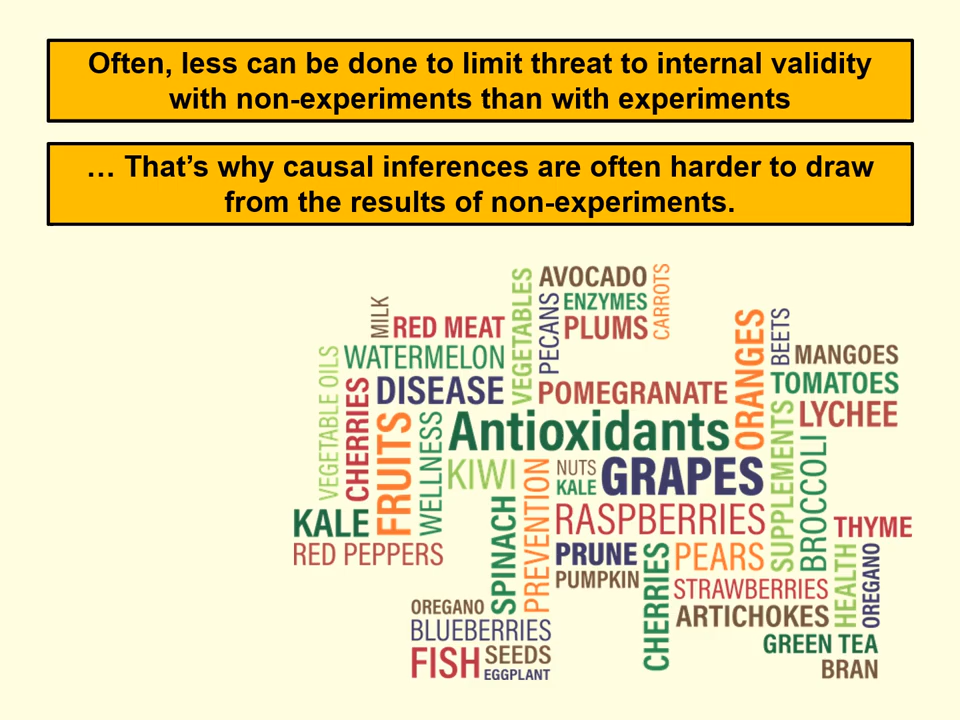 Often, less can be done to limit threat to internal validity
with non-experiments than with experiments
… That’s why causal inferences are often harder to draw
from the results of non-experiments.
AVOCADO
CARROTS
VEGETABLES
PECANS
ENZYMES
PLUMS
MILK
RED MEAT
WATERMELON
DISEASE
VEGETABLE OILS
CHERRIES
FRUITS
WELLNESS
POMEGRANATE
ORANGES
BEETS
MANGOES
TOMATOES
LYCHEE
Antioxidants
KIWI
NUTS
KALE
GRAPES
SUPPLEMENTS
BROCCOLI
KALE
RED PEPPERS
SPINACH
PREVENTION
RASPBERRIES
THYME
PRUNE
PUMPKIN
CHERRIES
PEARS
STRAWBERRIES
ARTICHOKES
HEALTH
OREGANO
OREGANO
BLUEBERRIES
FISH
SEEDS
EGGPLANT
GREEN TEA
BRAN